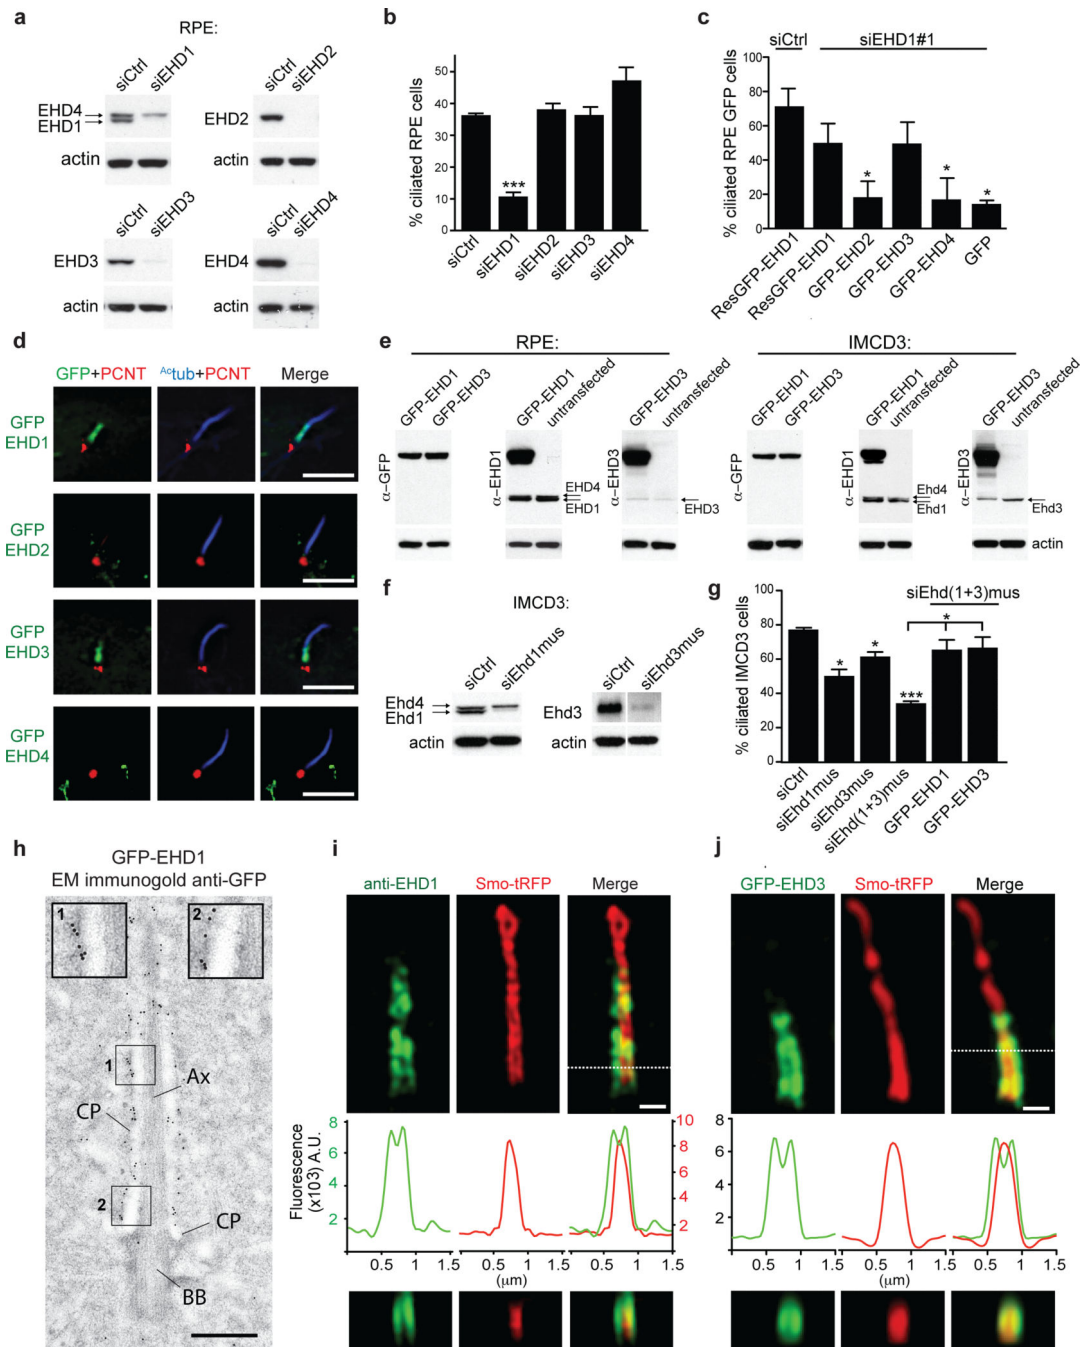 a
RPE:
siCtrl
siEHD1
EHD4
EHD1
actin
siCtrl
siEHD2
EHD2
actin
siCtrl
siEHD3
EHD3
actin
siCtrl
siEHD4
EHD4
actin
b
% ciliated RPE cells
50
40
30
20
10
0
***
siCtrl
siEHD1
siEHD2
siEHD3
siEHD4
c
siCtrl
siEHD1#1
% ciliated RPE GFP cells
100
80
60
40
20
0
*
*
*
ResGFP-EHD1
ResGFP-EHD1
GFP-EHD2
GFP-EHD3
GFP-EHD4
GFP
d
GFP+PCNT
Actub+PCNT
Merge
GFP
EHD1
GFP
EHD2
GFP
EHD3
GFP
EHD4
e
RPE:
GFP-EHD1
GFP-EHD3
α-GFP
GFP-EHD1
untransfected
α-EHD1
EHD4
EHD1
GFP-EHD3
untransfected
α-EHD3
EHD3
IMCD3:
GFP-EHD1
GFP-EHD3
α-GFP
GFP-EHD1
untransfected
α-EHD1
Ehd4
Ehd1
GFP-EHD3
untransfected
α-EHD3
Ehd3
actin
f
IMCD3:
siCtrl
siEhd1mus
Ehd4
Ehd1
actin
siCtrl
siEhd3mus
Ehd3
actin
g
siEhd(1+3)mus
% ciliated IMCD3 cells
100
80
60
40
20
0
*
*
***
*
siCtrl
siEhd1mus
siEhd3mus
siEhd(1+3)mus
GFP-EHD1
GFP-EHD3
h
GFP-EHD1
EM immunogold anti-GFP
1
2
1
Ax
CP
2
CP
BB
i
anti-EHD1
Smo-tRFP
Merge
Fluorescence
(x103) A.U.
8
6
4
2
10
8
6
4
2
0.5 1 1.5
0.5 1 1.5
0.5 1 1.5
(μm)
j
GFP-EHD3
Smo-tRFP
Merge
8
6
4
2
0.5 1 1.5
0.5 1 1.5
0.5 1 1.5
(μm)